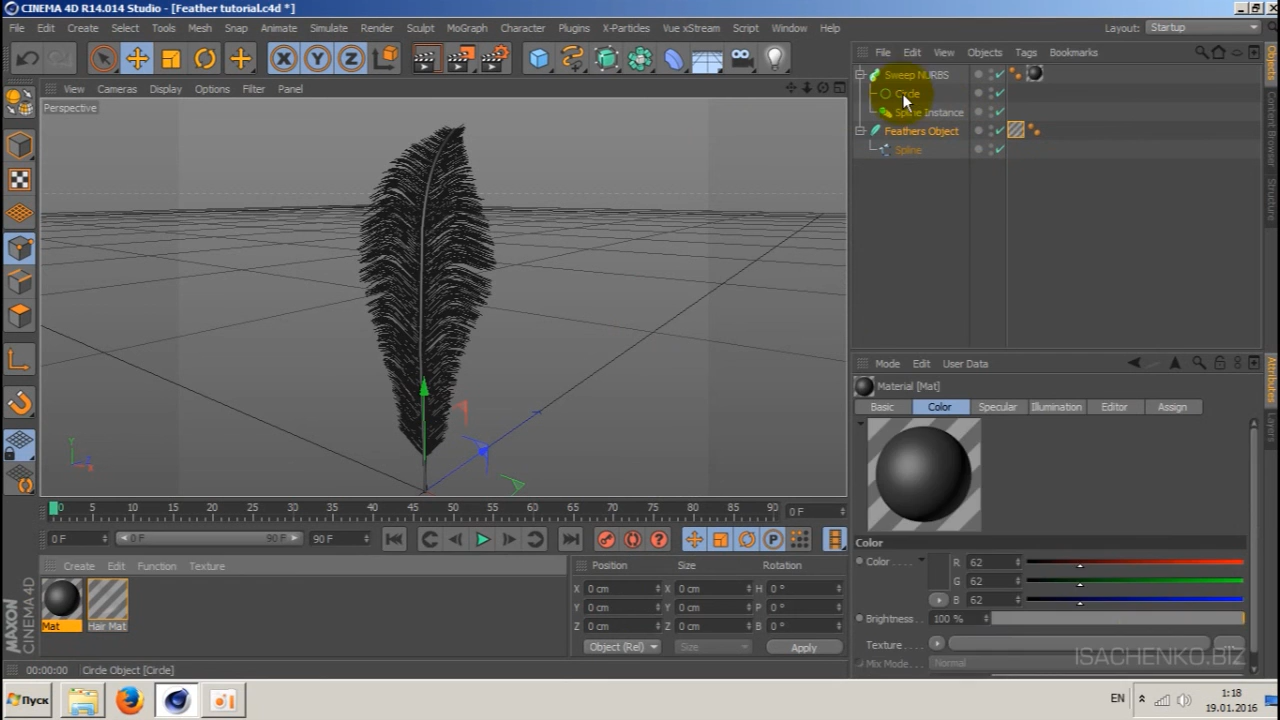 CINEMA 4D R14.014 Studio - [Feather tutorial.c4d *]
File Edit Create Select Tools Mesh Snap Animate Simulate Render Sculpt MoGraph Character Plugins X-Particles Vue xStream Script Window Help Layout: Startup
File Edit View Objects Tags Bookmarks
X Y Z
View Cameras Display Options Filter Panel
Perspective
Sweep NURBS
Circle
Spline Instance
Feathers Object
Spline
Objects
Content Browser
Structure
Mode Edit User Data
Material [Mat]
Basic Color Specular Illumination Editor Assign
Attributes
Layers
Color
Color R 62
G 62
B 62
Brightness 100 %
Texture
Mix Mode Normal
Y
0 5 10 15 20 25 30 35 40 45 50 55 60 65 70 75 80 85 90 0 F
0 F 0 F 90 F 90 F
P
Create Edit Function Texture
Mat Hair Mat
Position Size Rotation
X 0 cm X 0 cm H 0 °
Y 0 cm Y 0 cm P 0 °
Z 0 cm Z 0 cm B 0 °
Object (Rel) Size Apply
MAXON
CINEMA 4D
00:00:00 Circle Object [Circle]
ISACHENKO.BIZ
Пуск
EN
1:18
19.01.2016